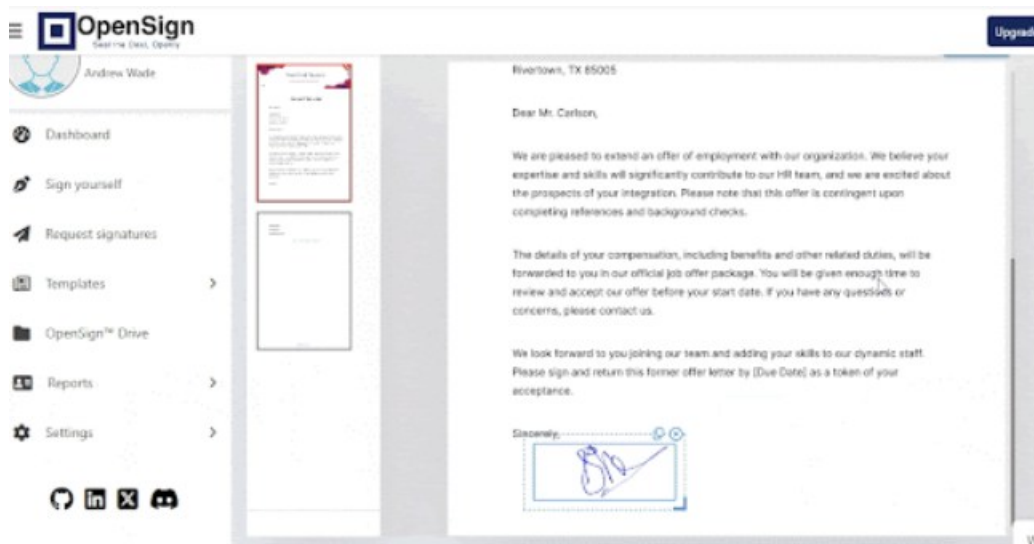 OpenSign
Seal the Deal, Openly
Upgrade
Andrew Wade
Dashboard
Sign yourself
Request signatures
Templates
OpenSign™ Drive
Reports
Settings
Rivertown, TX 85005
Dear Mr. Carlson,
We are pleased to extend an offer of employment with our organization. We believe your
expertise and skills will significantly contribute to our HR team, and we are excited about
the prospects of your integration. Please note that this offer is contingent upon
completing references and background checks.
The details of your compensation, including benefits and other related duties, will be
forwarded to you in our official job offer package. You will be given enough time to
review and accept our offer before your start date. If you have any questions or
concerns, please contact us.
We look forward to you joining our team and adding your skills to our dynamic staff.
Please sign and return this former offer letter by [Due Date] as a token of your
acceptance.
Sincerely,